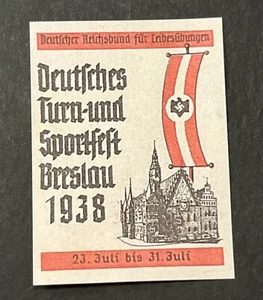 Deutscher Reichsbund für Leibesübungen
Deutsches
Turn-und
Sportfest
Breslau
1938
23. Juli bis 31. Juli